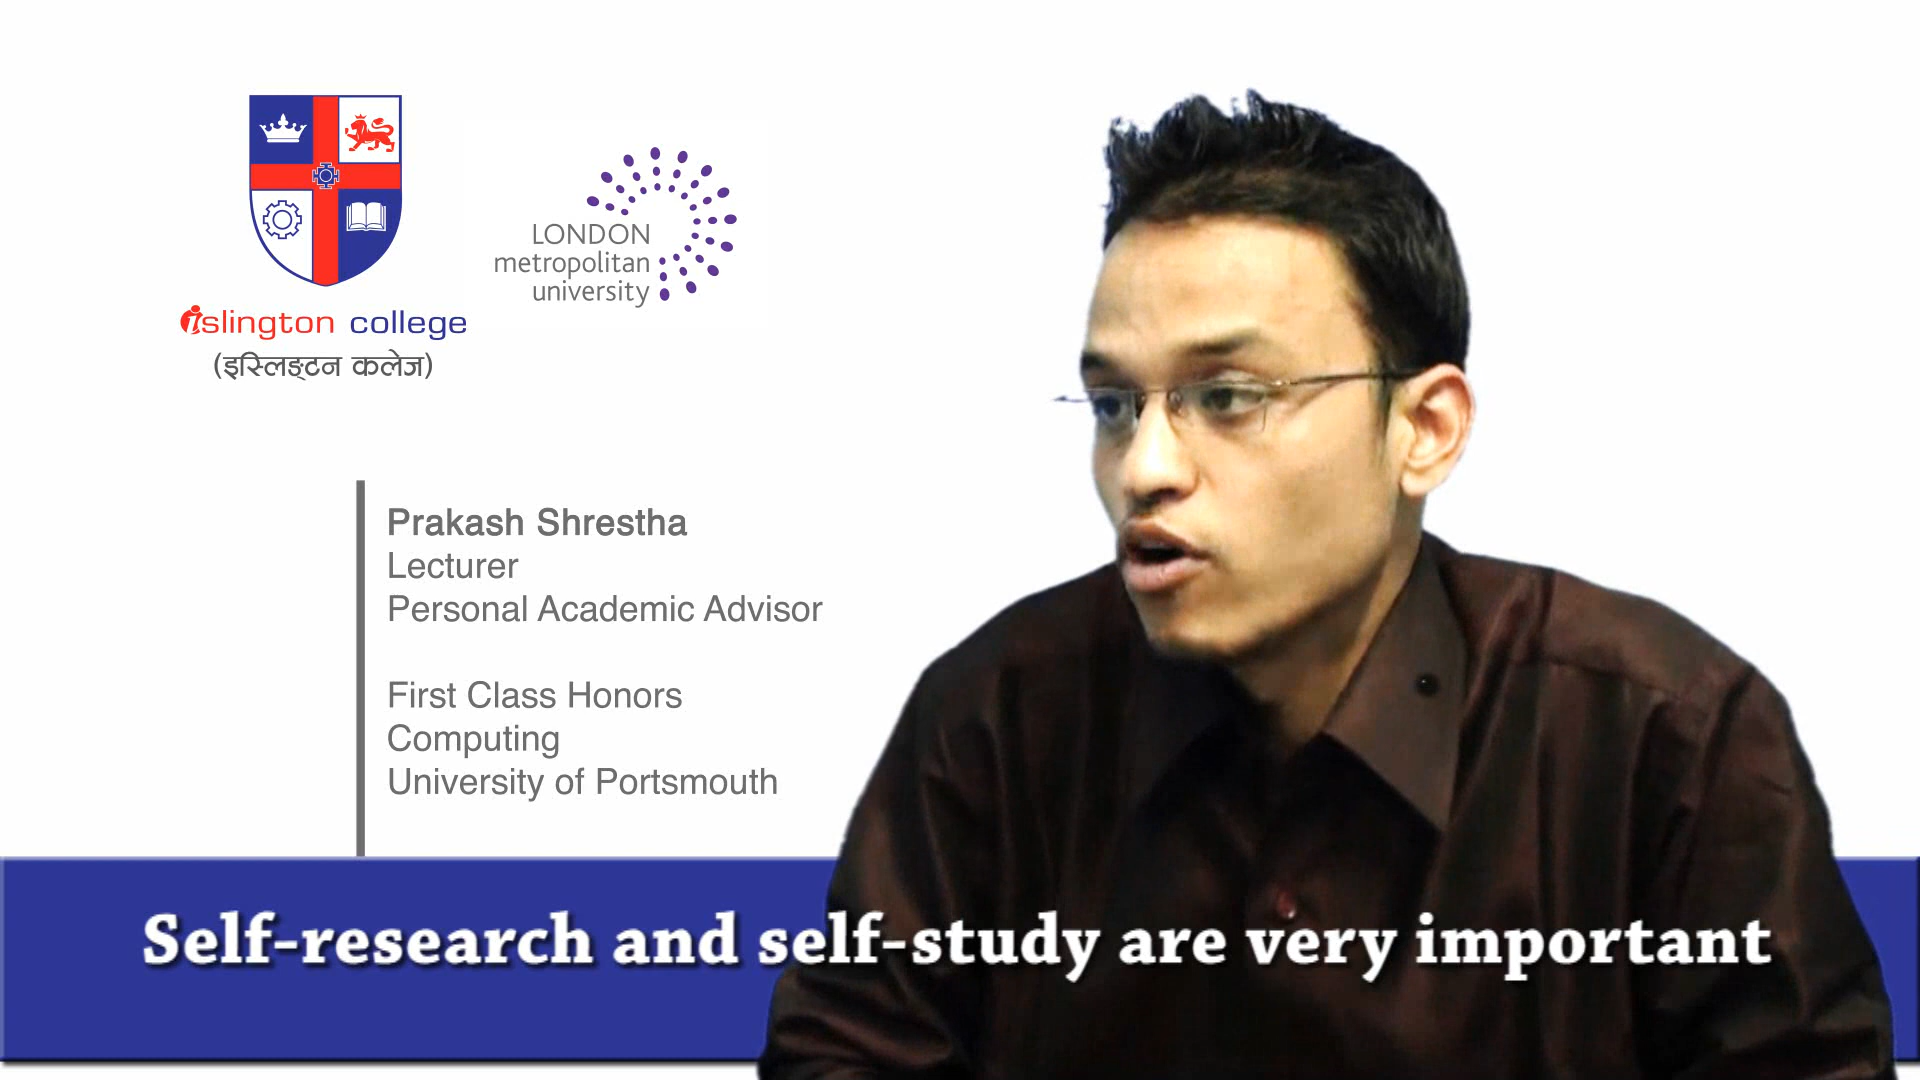 islington college
(इस्लिङ्टन कलेज)
LONDON
metropolitan
university
Prakash Shrestha
Lecturer
Personal Academic Advisor
First Class Honors
Computing
University of Portsmouth
Self-research and self-study are very important